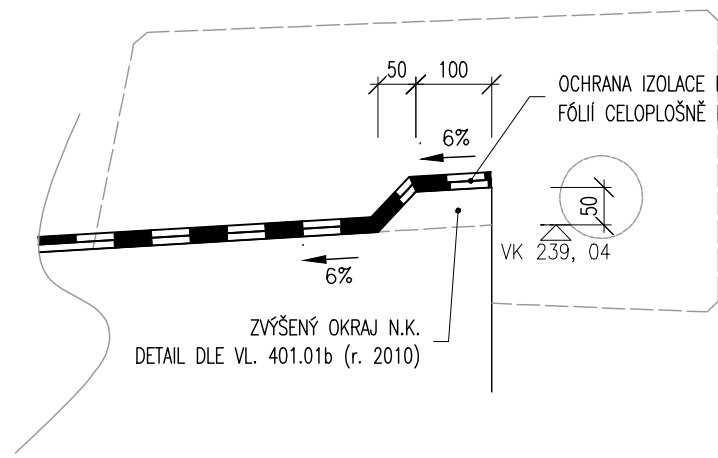 50 100
OCHRANA IZOLACE
FÓLIÍ CELOPLOŠNĚ
6%
50
VK 239, 04
6%
ZVÝŠENÝ OKRAJ N.K.
DETAIL DLE VL. 401.01b (r. 2010)